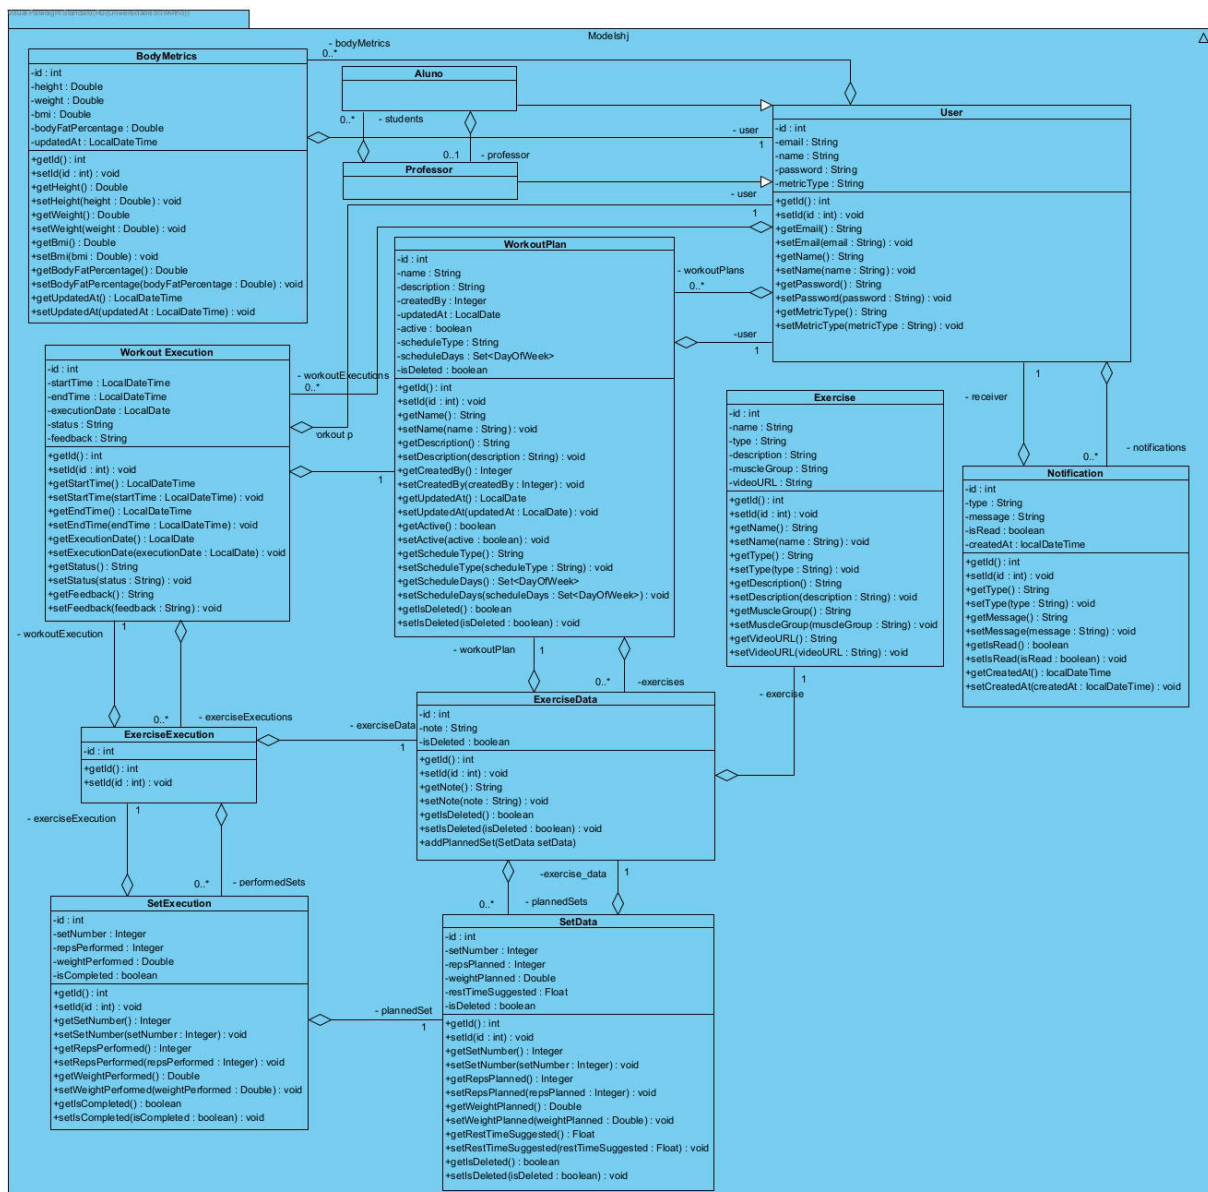 Modelshj
- bodyMetrics
0..*
BodyMetrics
-id : int
-height : Double
-weight : Double
-bmi : Double
-bodyFatPercentage : Double
-updatedAt : LocalDateTime
+getId() : int
+setId(id : int) : void
+getHeight() : Double
+setHeight(height : Double) : void
+getWeight() : Double
+setWeight(weight : Double) : void
+getBmi() : Double
+setBmi(bmi : Double) : void
+getBodyFatPercentage() : Double
+setBodyFatPercentage(bodyFatPercentage : Double) : void
+getUpdatedAt() : LocalDateTime
+setUpdatedAt(updatedAt : LocalDateTime) : void
Aluno
0..*
- students
0..1
- professor
Professor
- user
1
- user
1
User
-id : int
-email : String
-name : String
-password : String
-metricType : String
+getId() : int
+setId(id : int) : void
+getEmail() : String
+setEmail(email : String) : void
+getName() : String
+setName(name : String) : void
+getPassword() : String
+setPassword(password : String) : void
+getMetricType() : String
+setMetricType(metricType : String) : void
WorkoutPlan
-id : int
-name : String
-description : String
-createdBy : Integer
-updatedAt : LocalDate
-active : boolean
-scheduleType : String
-scheduleDays : Set<DayOfWeek>
-isDeleted : boolean
+getId() : int
+setId(id : int) : void
+getName() : String
+setName(name : String) : void
+getDescription() : String
+setDescription(description : String) : void
+getCreatedBy() : Integer
+setCreatedBy(createdBy : Integer) : void
+getUpdatedAt() : LocalDate
+setUpdatedAt(updatedAt : LocalDate) : void
+getActive() : boolean
+setActive(active : boolean) : void
+getScheduleType() : String
+setScheduleType(scheduleType : String) : void
+getScheduleDays() : Set<DayOfWeek>
+setScheduleDays(scheduleDays : Set<DayOfWeek>) : void
+getIsDeleted() : boolean
+setIsDeleted(isDeleted : boolean) : void
- workoutPlans
0..*
-user
1
Workout Execution
-id : int
-startTime : LocalDateTime
-endTime : LocalDateTime
-executionDate : LocalDate
-status : String
-feedback : String
+getId() : int
+setId(id : int) : void
+getStartTime() : LocalDateTime
+setStartTime(startTime : LocalDateTime) : void
+getEndTime() : LocalDateTime
+setEndTime(endTime : LocalDateTime) : void
+getExecutionDate() : LocalDate
+setExecutionDate(executionDate : LocalDate) : void
+getStatus() : String
+setStatus(status : String) : void
+getFeedback() : String
+setFeedback(feedback : String) : void
- workoutExecutions
0..*
orkout p
1
Exercise
-id : int
-name : String
-type : String
-description : String
-muscleGroup : String
-videoURL : String
+getId() : int
+setId(id : int) : void
+getName() : String
+setName(name : String) : void
+getType() : String
+setType(type : String) : void
+getDescription() : String
+setDescription(description : String) : void
+getMuscleGroup() : String
+setMuscleGroup(muscleGroup : String) : void
+getVideoURL() : String
+setVideoURL(videoURL : String) : void
1
- receiver
0..*
- notifications
Notification
-id : int
-type : String
-message : String
-isRead : boolean
-createdAt : localDateTime
+getId() : int
+setId(id : int) : void
+getType() : String
+setType(type : String) : void
+getMessage() : String
+setMessage(message : String) : void
+getIsRead() : boolean
+setIsRead(isRead : boolean) : void
+getCreatedAt() : localDateTime
+setCreatedAt(createdAt : localDateTime) : void
1
- workoutExecution
0..*
- exerciseExecutions
- workoutPlan
1
0..*
-exercises
1
- exercise
ExerciseExecution
-id : int
+getId() : int
+setId(id : int) : void
- exerciseData
1
ExerciseData
-id : int
-note : String
-isDeleted : boolean
+getId() : int
+setId(id : int) : void
+getNote() : String
+setNote(note : String) : void
+getIsDeleted() : boolean
+setIsDeleted(isDeleted : boolean) : void
+addPlannedSet(SetData setData)
1
- exerciseExecution
0..*
- performedSets
-exercise_data
1
0..*
- plannedSets
SetExecution
-id : int
-setNumber : Integer
-repsPerformed : Integer
-weightPerformed : Double
-isCompleted : boolean
+getId() : int
+setId(id : int) : void
+getSetNumber() : Integer
+setSetNumber(setNumber : Integer) : void
+getRepsPerformed() : Integer
+setRepsPerformed(repsPerformed : Integer) : void
+getWeightPerformed() : Double
+setWeightPerformed(weightPerformed : Double) : void
+getIsCompleted() : boolean
+setIsCompleted(isCompleted : boolean) : void
- plannedSet
1
SetData
-id : int
-setNumber : Integer
-repsPlanned : Integer
-weightPlanned : Double
-restTimeSuggested : Float
-isDeleted : boolean
+getId() : int
+setId(id : int) : void
+getSetNumber() : Integer
+setSetNumber(setNumber : Integer) : void
+getRepsPlanned() : Integer
+setRepsPlanned(repsPlanned : Integer) : void
+getWeightPlanned() : Double
+setWeightPlanned(weightPlanned : Double) : void
+getRestTimeSuggested() : Float
+setRestTimeSuggested(restTimeSuggested : Float) : void
+getIsDeleted() : boolean
+setIsDeleted(isDeleted : boolean) : void